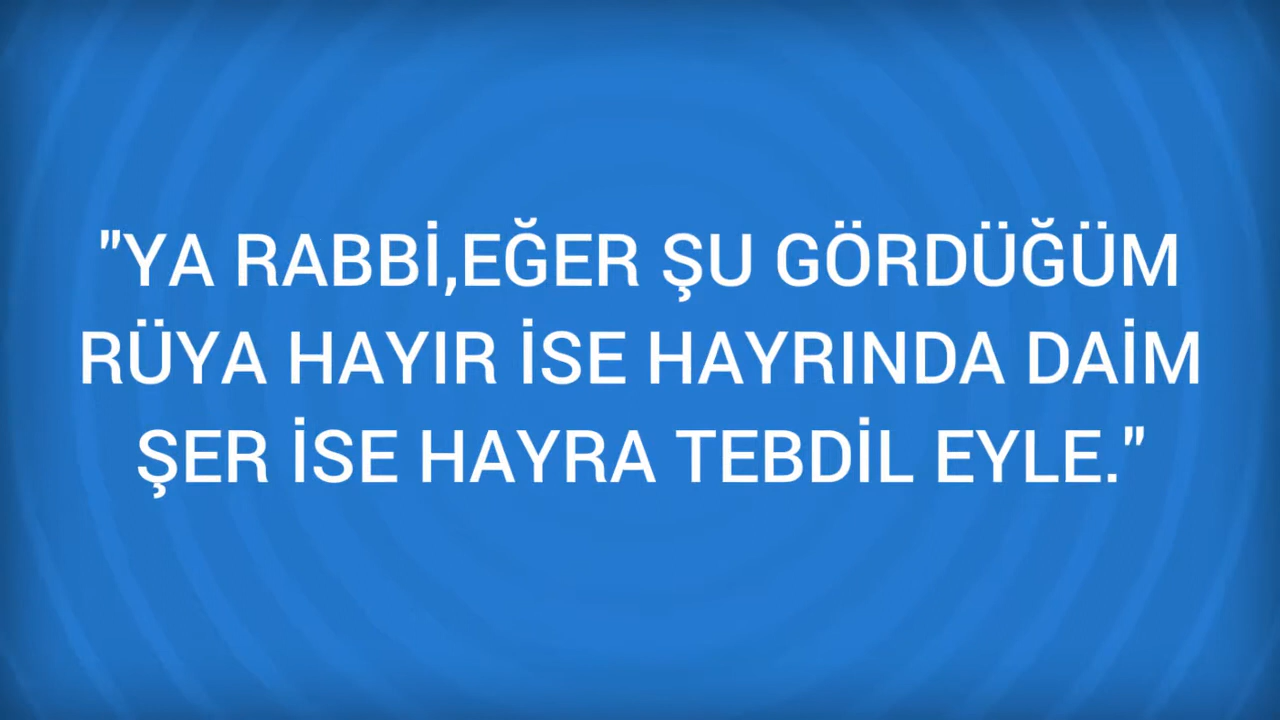 "YA RABBİ,EĞER ŞU GÖRDÜĞÜM
RÜYA HAYIR İSE HAYRINDA DAİM
ŞER İSE HAYRA TEBDİL EYLE."